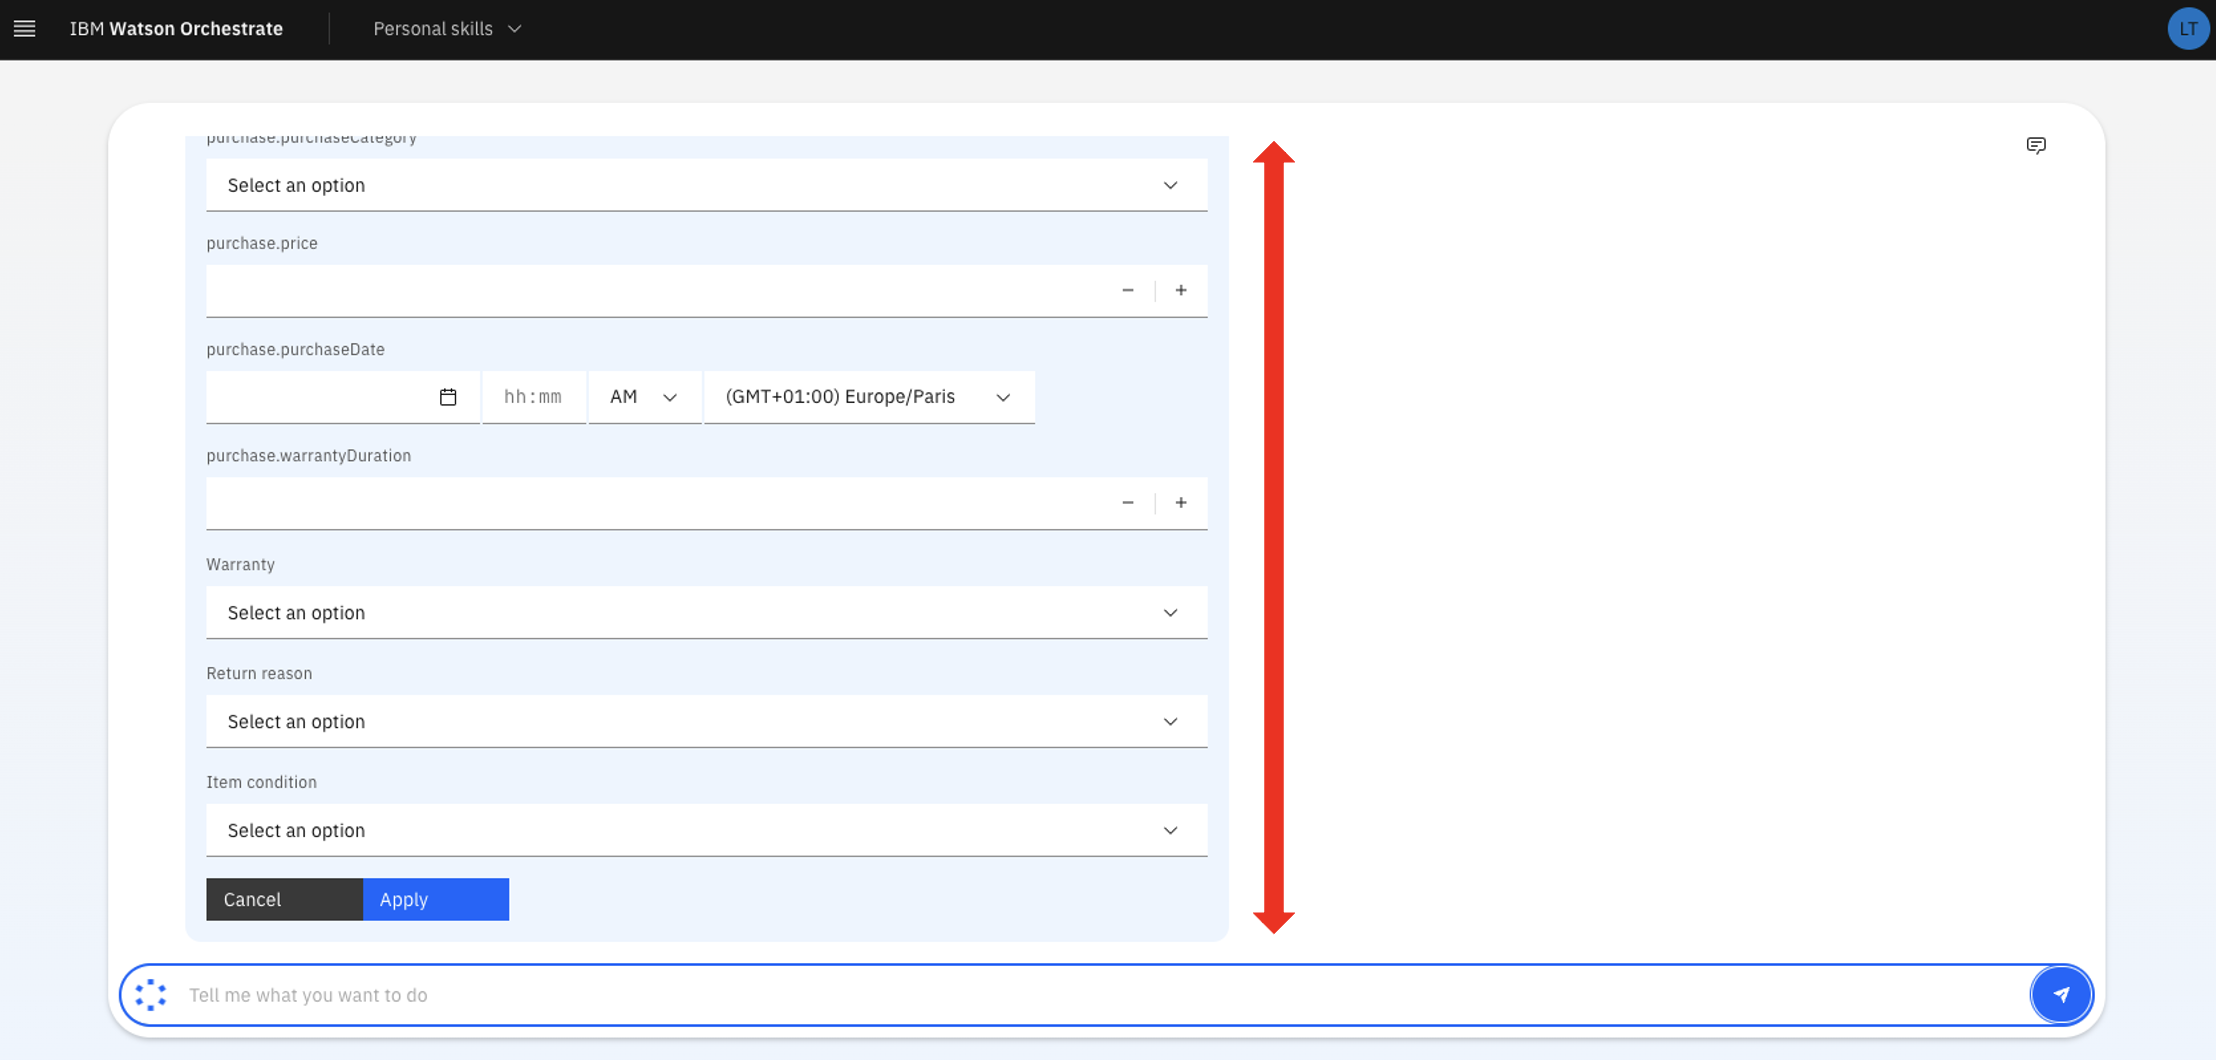 IBM Watson Orchestrate
Personal skills
LT
purchase.purchaseCategory
Select an option
purchase.price
purchase.purchaseDate
hh:mm
AM
(GMT+01:00) Europe/Paris
purchase.warrantyDuration
Warranty
Select an option
Return reason
Select an option
Item condition
Select an option
Cancel
Apply
Tell me what you want to do